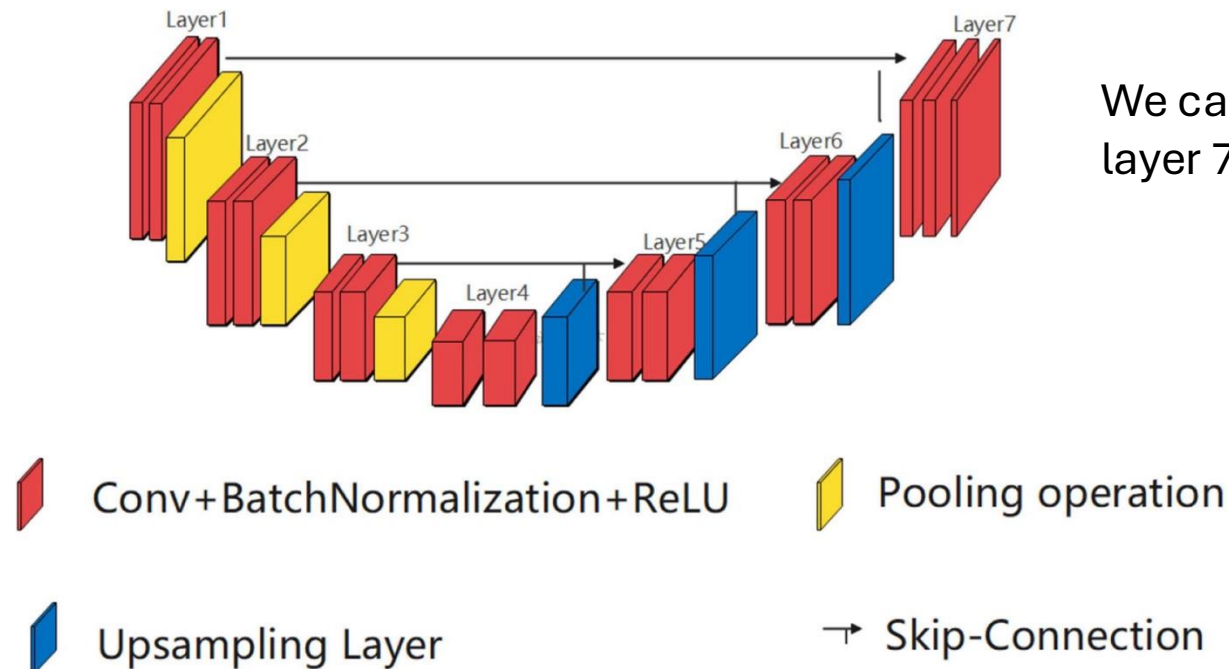 Layer1
Layer7
We ca
layer 7
Layer2
Layer6
Layer3
Layer5
Layer4
Conv+BatchNormalization+ReLU
Pooling operation
Upsampling Layer
Skip-Connection